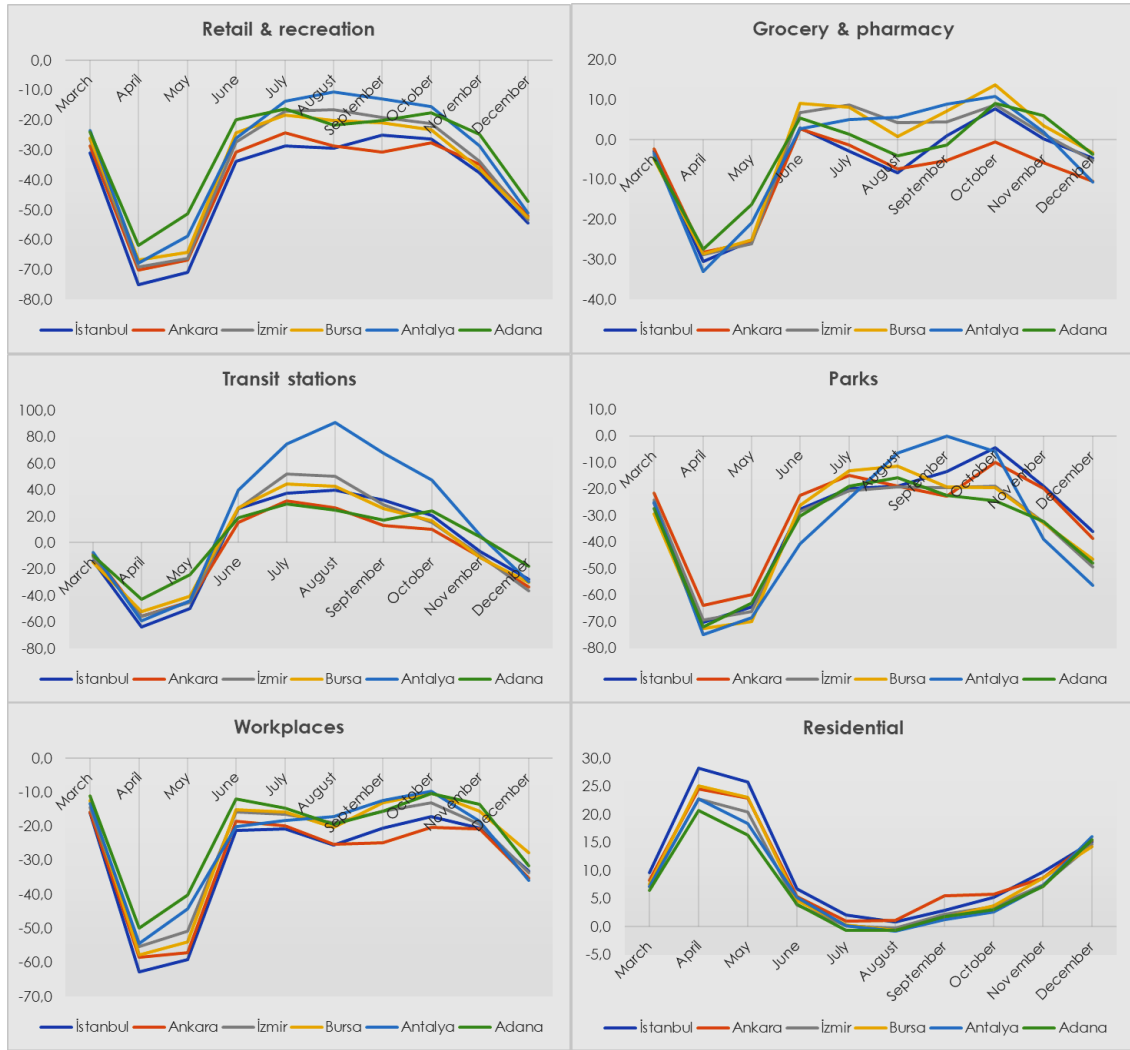 Retail & recreation
0,0
-10,0
-20,0
-30,0
-40,0
-50,0
-60,0
-70,0
-80,0
March
April
May
June
July
August
September
October
November
December
İstanbul Ankara İzmir Bursa Antalya Adana
Grocery & pharmacy
20,0
10,0
0,0
-10,0
-20,0
-30,0
-40,0
March
April
May
June
July
August
September
October
November
December
İstanbul Ankara İzmir Bursa Antalya Adana
Transit stations
100,0
80,0
60,0
40,0
20,0
0,0
-20,0
-40,0
-60,0
-80,0
March
April
May
June
July
August
September
October
November
December
İstanbul Ankara İzmir Bursa Antalya Adana
Parks
10,0
0,0
-10,0
-20,0
-30,0
-40,0
-50,0
-60,0
-70,0
-80,0
March
April
May
June
July
August
September
October
November
December
İstanbul Ankara İzmir Bursa Antalya Adana
Workplaces
0,0
-10,0
-20,0
-30,0
-40,0
-50,0
-60,0
-70,0
March
April
May
June
July
August
September
October
November
December
İstanbul Ankara İzmir Bursa Antalya Adana
Residential
30,0
25,0
20,0
15,0
10,0
5,0
0,0
-5,0
March
April
May
June
July
August
September
October
November
December
İstanbul Ankara İzmir Bursa Antalya Adana